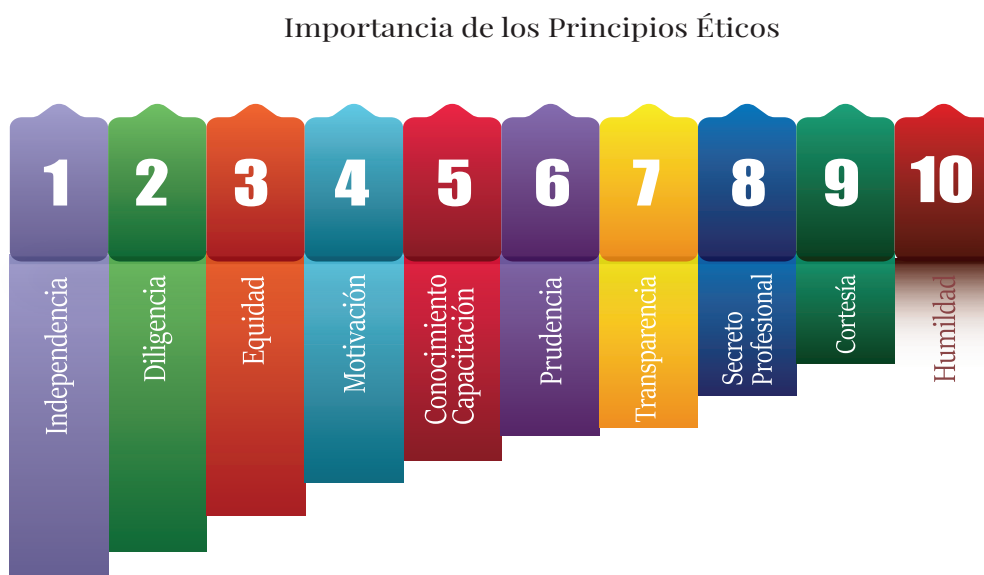 Importancia de los Principios Éticos
1
2
3
4
5
6
7
8
9
10
Independencia
Diligencia
Equidad
Motivación
Conocimiento
Capacitación
Prudencia
Transparencia
Secreto
Profesional
Cortesía
Humildad